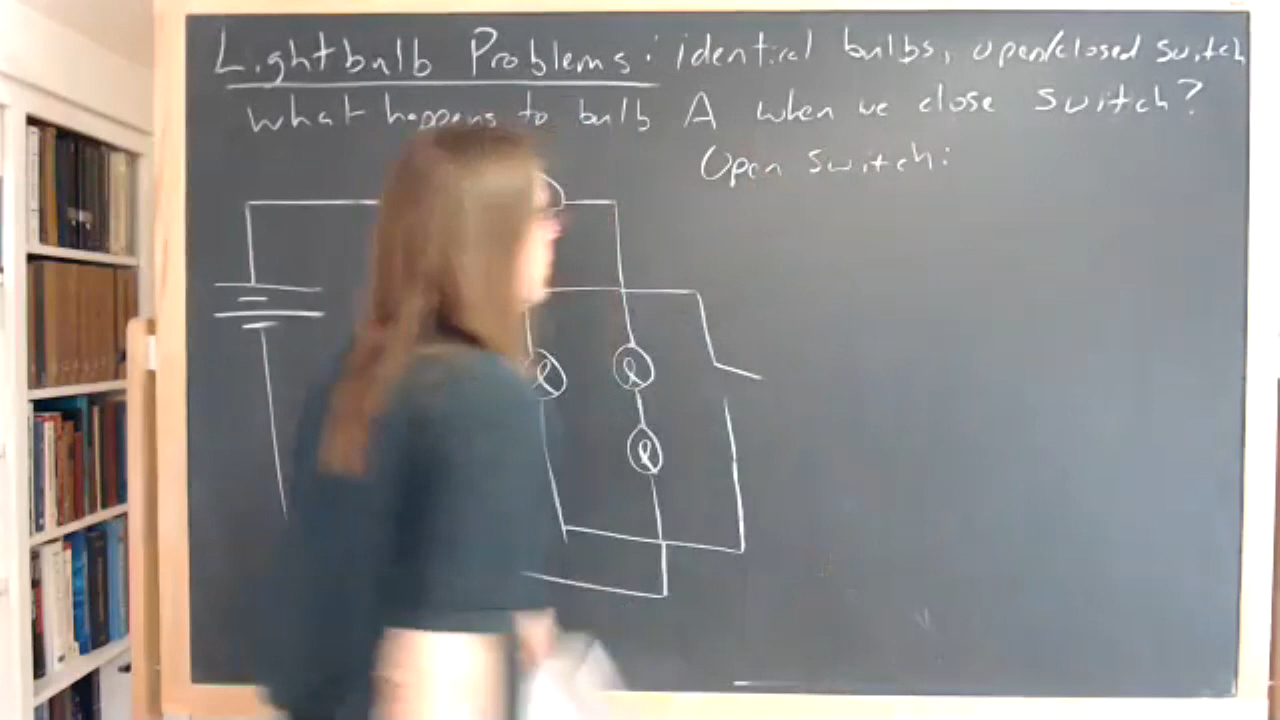 Lightbulb Problems: identical bulbs, open/closed switch
what happens to bulb A when we close switch?
Open switch: